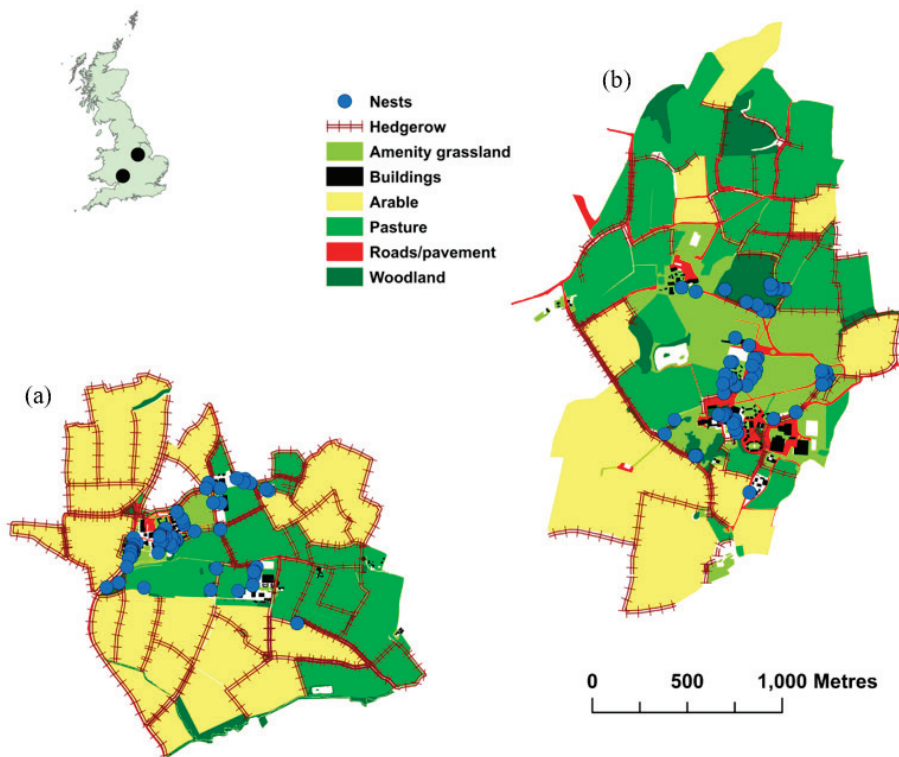 (b)
Nests
Hedgerow
Amenity grassland
Buildings
Arable
Pasture
Roads/pavement
Woodland
(a)
0 500 1,000 Metres